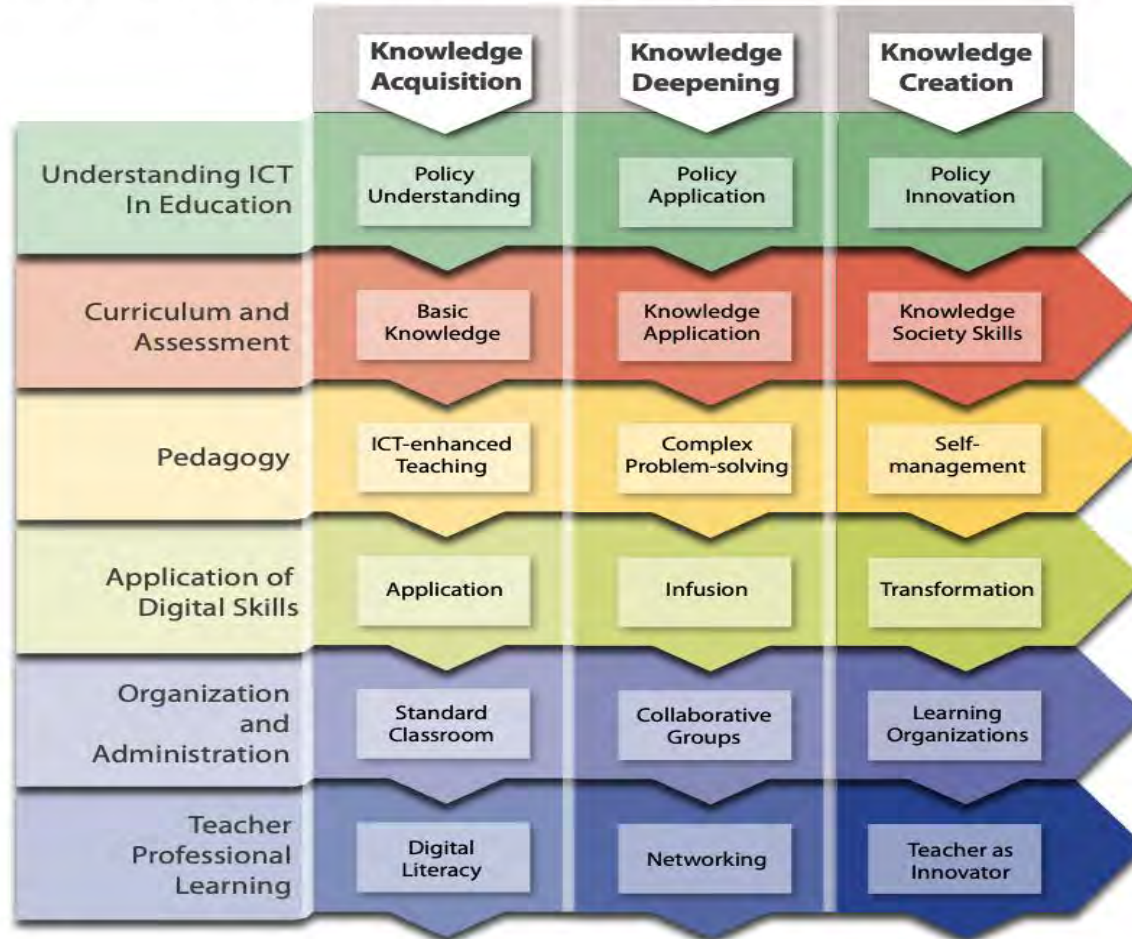 Knowledge
Acquisition
Knowledge
Deepening
Knowledge
Creation
Understanding ICT
In Education
Policy
Understanding
Policy
Application
Policy
Innovation
Curriculum and
Assessment
Basic
Knowledge
Knowledge
Application
Knowledge
Society Skills
Pedagogy
ICT-enhanced
Teaching
Complex
Problem-solving
Self-
management
Application of
Digital Skills
Application
Infusion
Transformation
Organization
and
Administration
Standard
Classroom
Collaborative
Groups
Learning
Organizations
Teacher
Professional
Learning
Digital
Literacy
Networking
Teacher as
Innovator